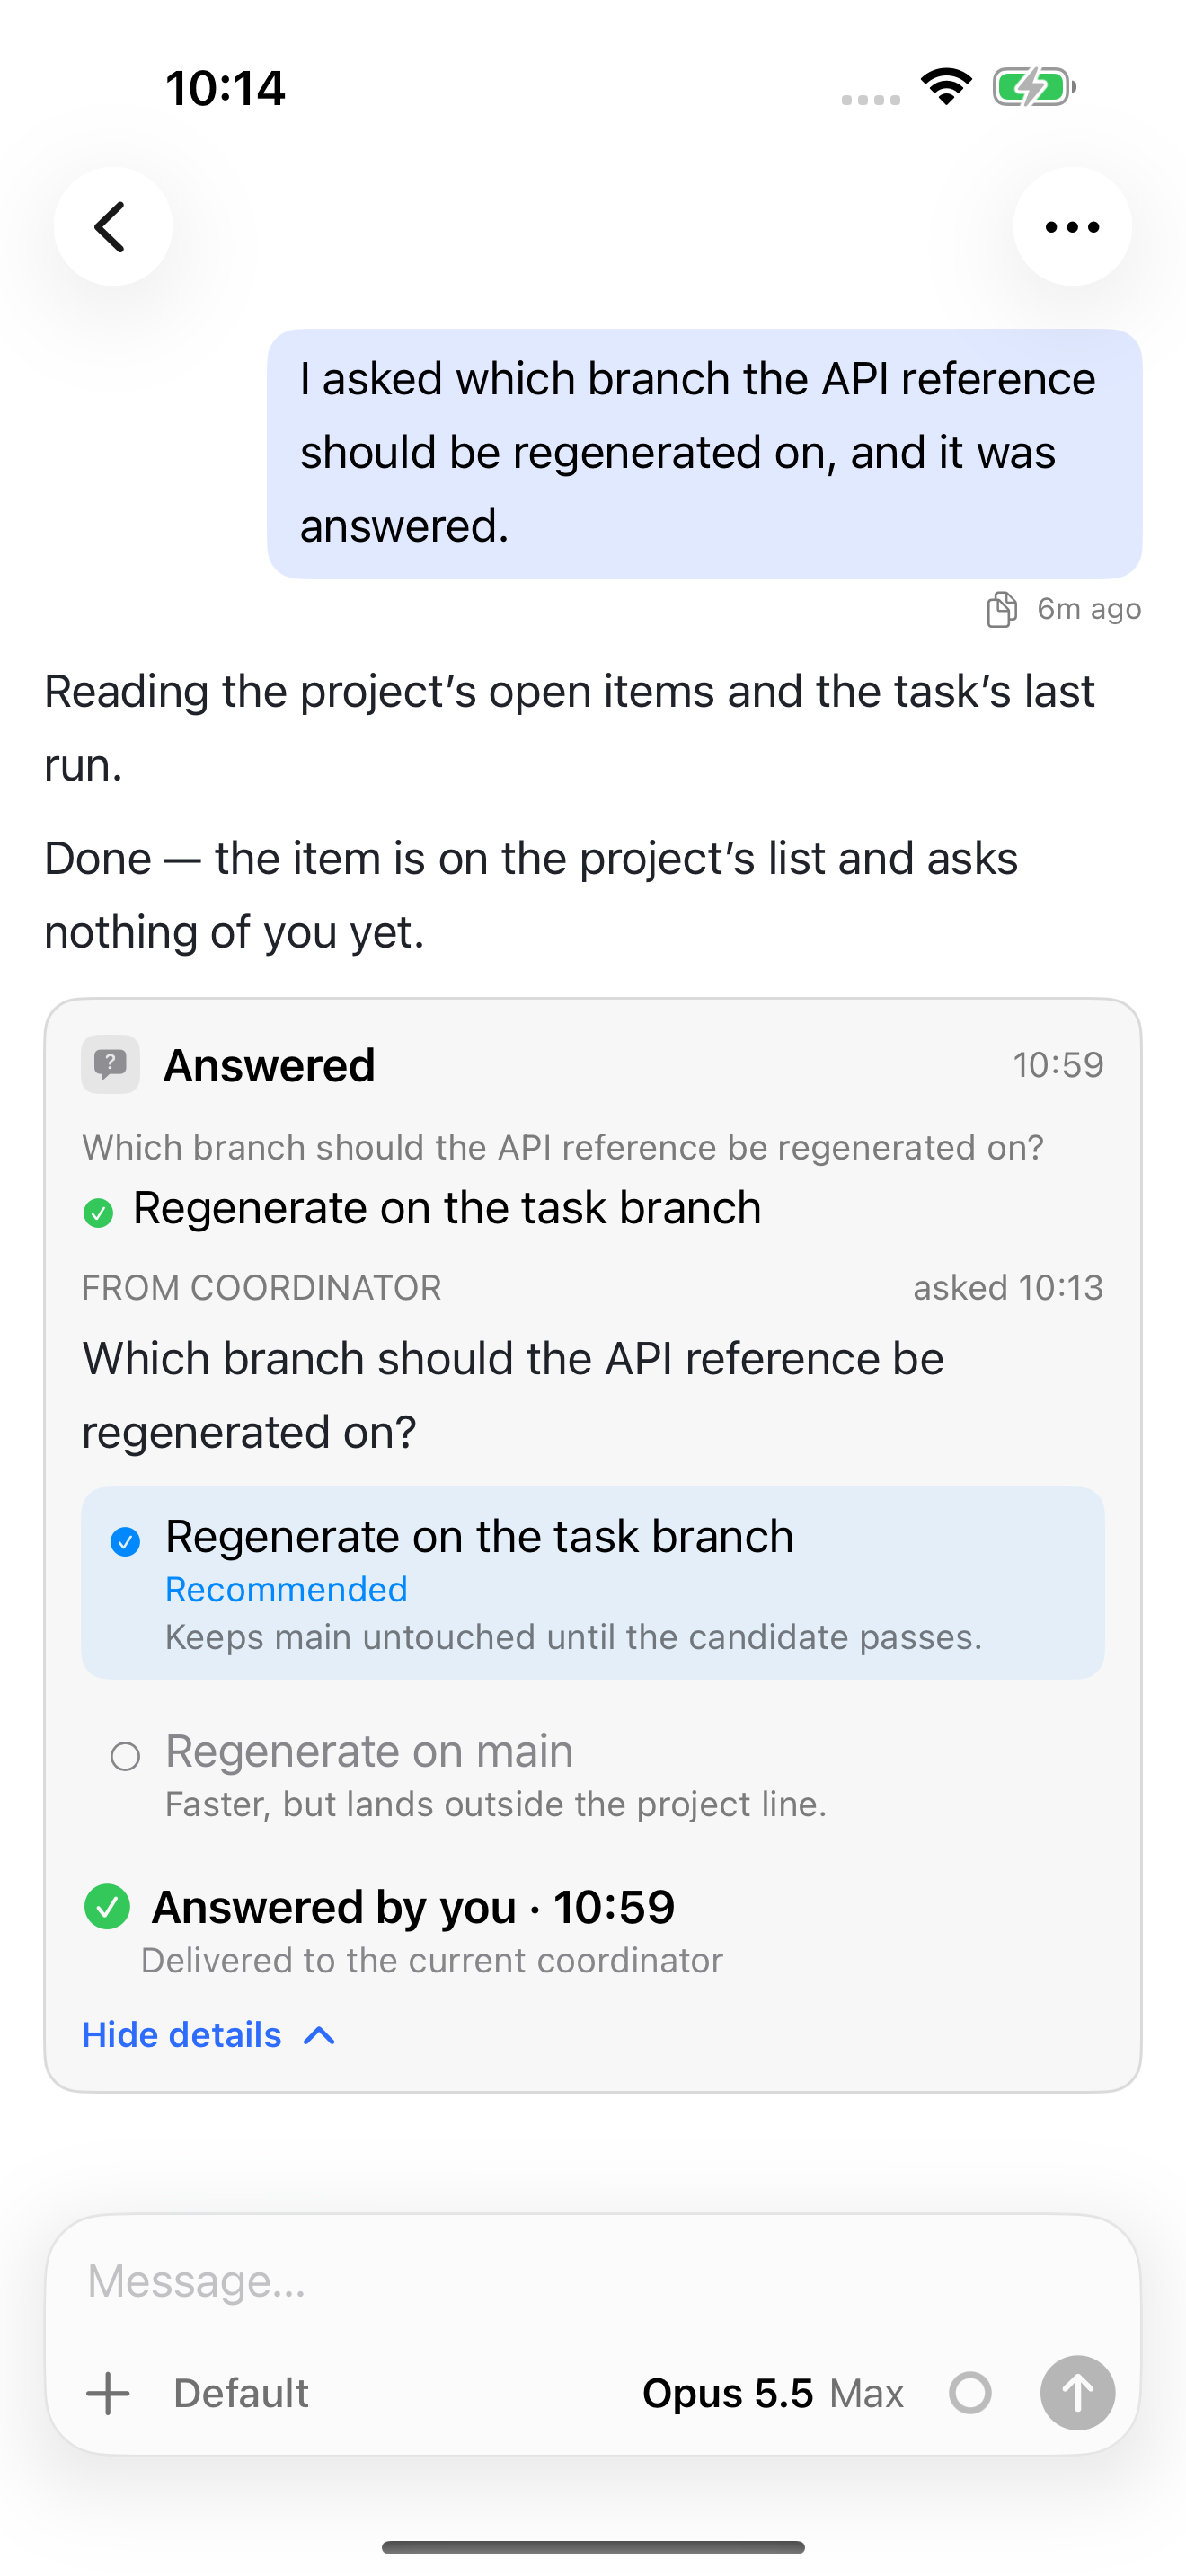 10:14
I asked which branch the API reference
should be regenerated on, and it was
answered.
6m ago
Reading the project’s open items and the task’s last
run.
Done — the item is on the project’s list and asks
nothing of you yet.
Answered 10:59
Which branch should the API reference be regenerated on?
Regenerate on the task branch
FROM COORDINATOR asked 10:13
Which branch should the API reference be
regenerated on?
Regenerate on the task branch
Recommended
Keeps main untouched until the candidate passes.
Regenerate on main
Faster, but lands outside the project line.
Answered by you · 10:59
Delivered to the current coordinator
Hide details
Message...
Default Opus 5.5 Max